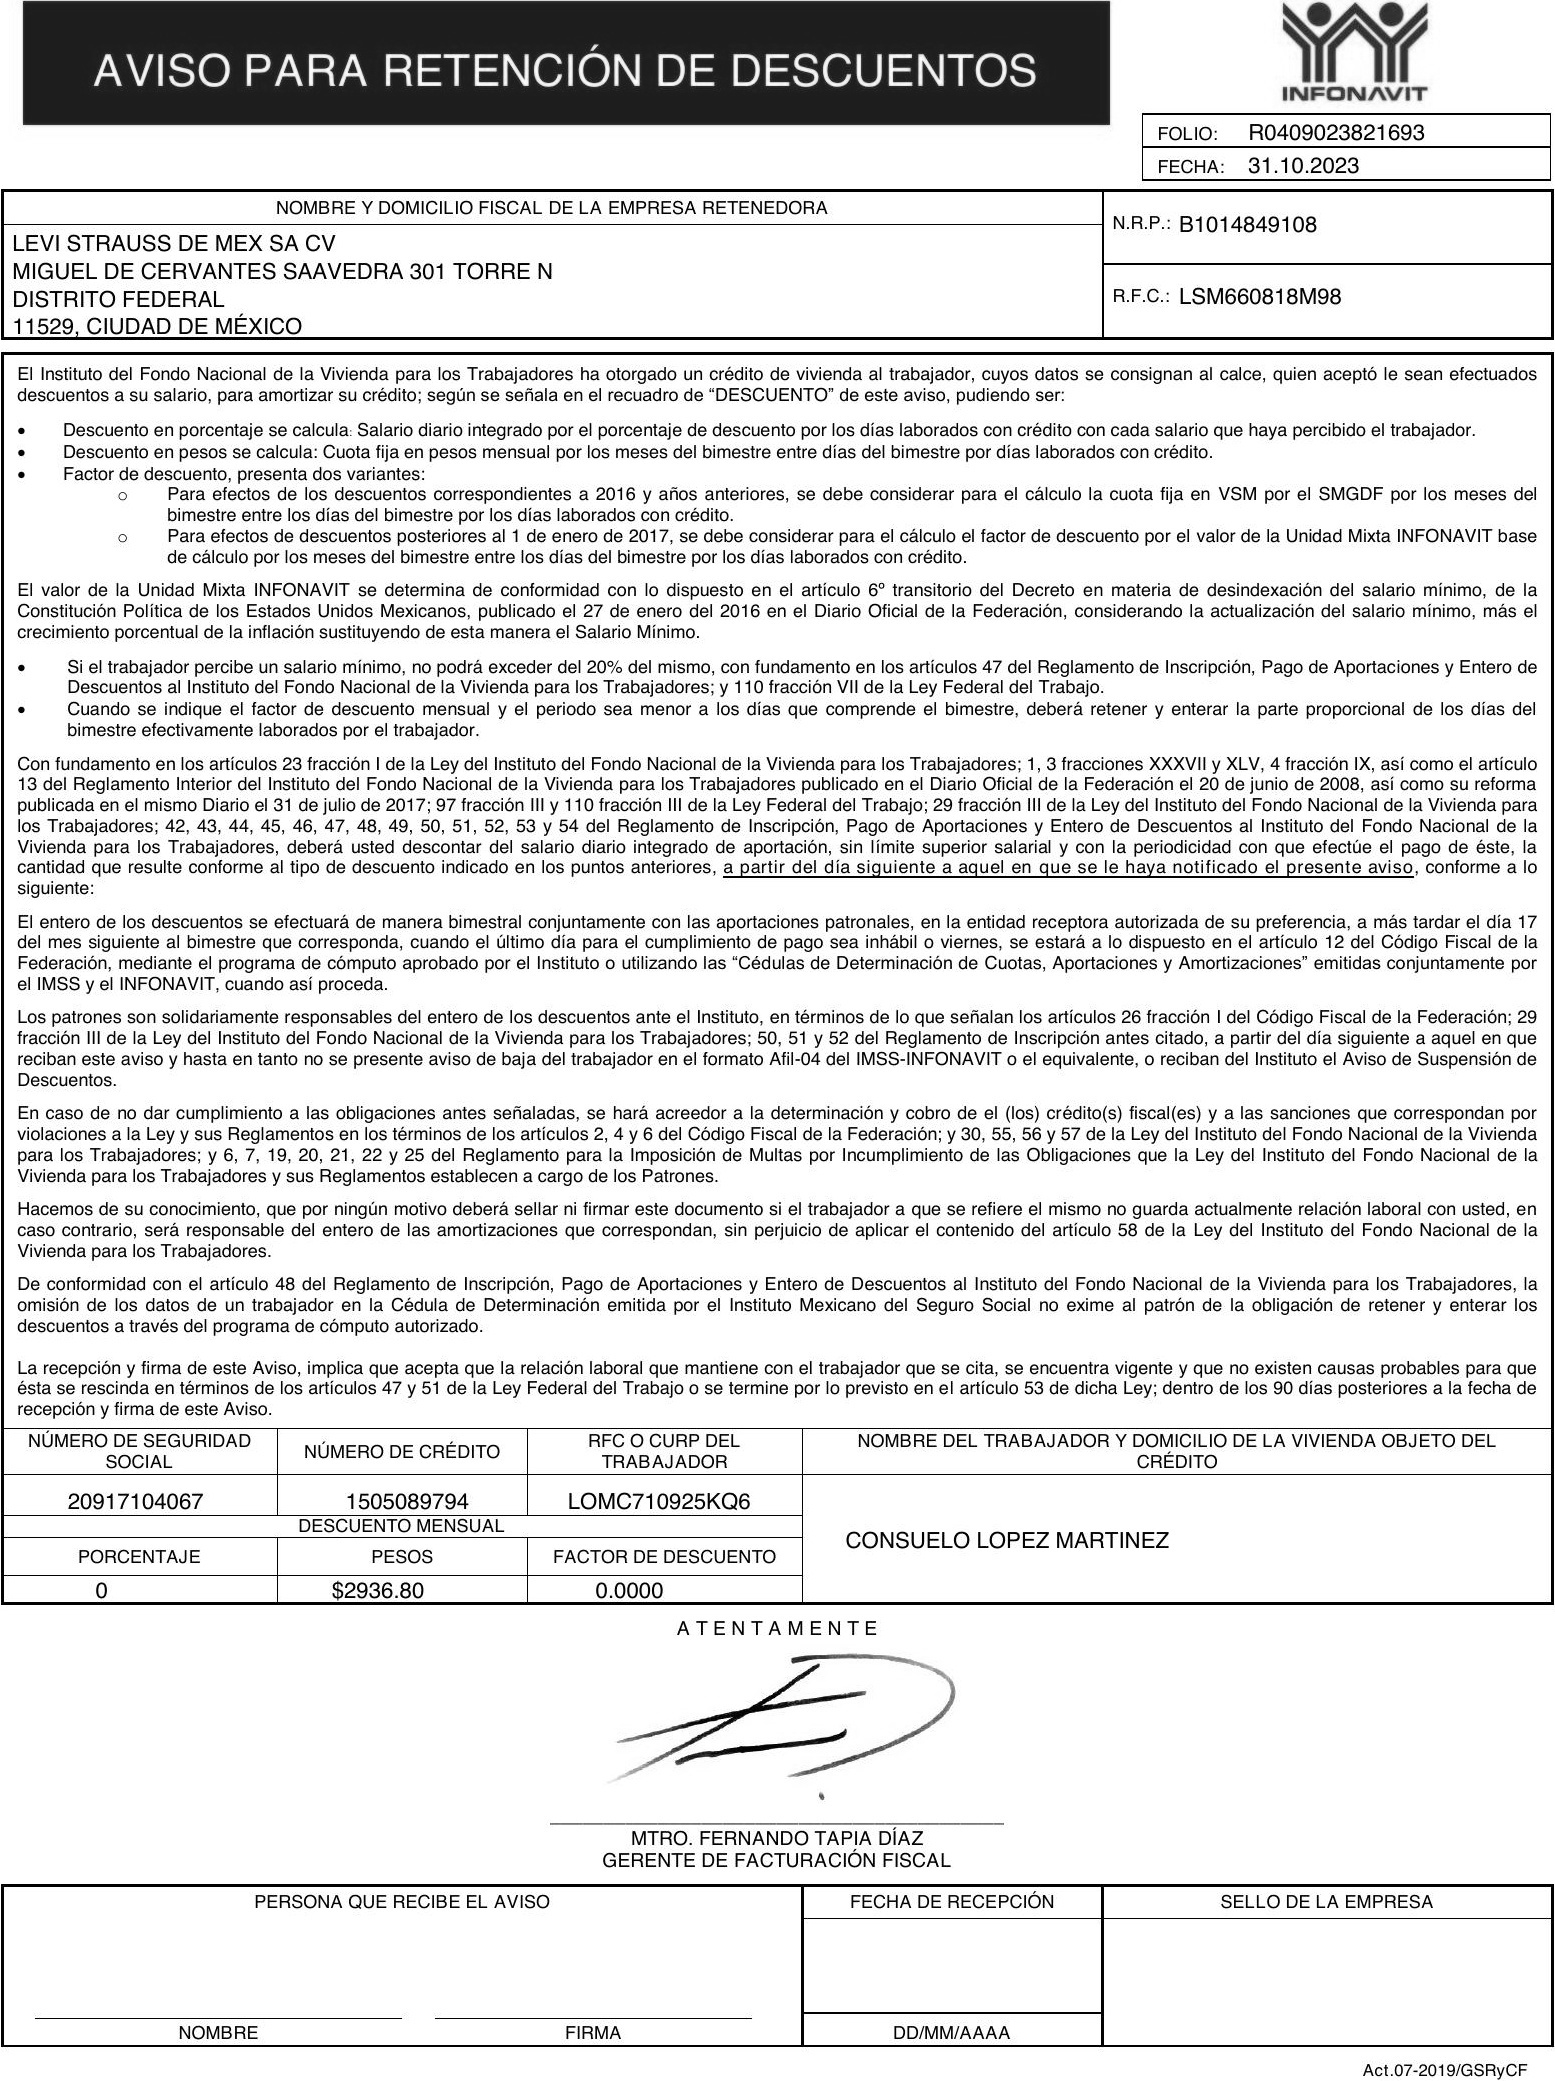 AVISO PARA RETENCIÓN DE DESCUENTOS
INFONAVIT
FOLIO: R0409023821693
FECHA: 31.10.2023
NOMBRE Y DOMICILIO FISCAL DE LA EMPRESA RETENEDORA
LEVI STRAUSS DE MEX SA CV
MIGUEL DE CERVANTES SAAVEDRA 301 TORRE N
DISTRITO FEDERAL
11529, CIUDAD DE MÉXICO
N.R.P.: B1014849108
R.F.C.: LSM660818M98
El Instituto del Fondo Nacional de la Vivienda para los Trabajadores ha otorgado un crédito de vivienda al trabajador, cuyos datos se consignan al calce, quien aceptó le sean efectuados
descuentos a su salario, para amortizar su crédito; según se señala en el recuadro de “DESCUENTO” de este aviso, pudiendo ser:
• Descuento en porcentaje se calcula: Salario diario integrado por el porcentaje de descuento por los días laborados con crédito con cada salario que haya percibido el trabajador.
• Descuento en pesos se calcula: Cuota fija en pesos mensual por los meses del bimestre entre días del bimestre por días laborados con crédito.
• Factor de descuento, presenta dos variantes:
o Para efectos de los descuentos correspondientes a 2016 y años anteriores, se debe considerar para el cálculo la cuota fija en VSM por el SMGDF por los meses del
bimestre entre los días del bimestre por los días laborados con crédito.
o Para efectos de descuentos posteriores al 1 de enero de 2017, se debe considerar para el cálculo el factor de descuento por el valor de la Unidad Mixta INFONAVIT base
de cálculo por los meses del bimestre entre los días del bimestre por los días laborados con crédito.
El valor de la Unidad Mixta INFONAVIT se determina de conformidad con lo dispuesto en el artículo 6º transitorio del Decreto en materia de desindexación del salario mínimo, de la
Constitución Política de los Estados Unidos Mexicanos, publicado el 27 de enero del 2016 en el Diario Oficial de la Federación, considerando la actualización del salario mínimo, más el
crecimiento porcentual de la inflación sustituyendo de esta manera el Salario Mínimo.
• Si el trabajador percibe un salario mínimo, no podrá exceder del 20% del mismo, con fundamento en los artículos 47 del Reglamento de Inscripción, Pago de Aportaciones y Entero de
Descuentos al Instituto del Fondo Nacional de la Vivienda para los Trabajadores; y 110 fracción VII de la Ley Federal del Trabajo.
• Cuando se indique el factor de descuento mensual y el periodo sea menor a los días que comprende el bimestre, deberá retener y enterar la parte proporcional de los días del
bimestre efectivamente laborados por el trabajador.
Con fundamento en los artículos 23 fracción I de la Ley del Instituto del Fondo Nacional de la Vivienda para los Trabajadores; 1, 3 fracciones XXXVII y XLV, 4 fracción IX, así como el artículo
13 del Reglamento Interior del Instituto del Fondo Nacional de la Vivienda para los Trabajadores publicado en el Diario Oficial de la Federación el 20 de junio de 2008, así como su reforma
publicada en el mismo Diario el 31 de julio de 2017; 97 fracción III y 110 fracción III de la Ley Federal del Trabajo; 29 fracción III de la Ley del Instituto del Fondo Nacional de la Vivienda para
los Trabajadores; 42, 43, 44, 45, 46, 47, 48, 49, 50, 51, 52, 53 y 54 del Reglamento de Inscripción, Pago de Aportaciones y Entero de Descuentos al Instituto del Fondo Nacional de la
Vivienda para los Trabajadores, deberá usted descontar del salario diario integrado de aportación, sin límite superior salarial y con la periodicidad con que efectúe el pago de éste, la
cantidad que resulte conforme al tipo de descuento indicado en los puntos anteriores, a partir del día siguiente a aquel en que se le haya notificado el presente aviso, conforme a lo
siguiente:
El entero de los descuentos se efectuará de manera bimestral conjuntamente con las aportaciones patronales, en la entidad receptora autorizada de su preferencia, a más tardar el día 17
del mes siguiente al bimestre que corresponda, cuando el último día para el cumplimiento de pago sea inhábil o viernes, se estará a lo dispuesto en el artículo 12 del Código Fiscal de la
Federación, mediante el programa de cómputo aprobado por el Instituto o utilizando las “Cédulas de Determinación de Cuotas, Aportaciones y Amortizaciones” emitidas conjuntamente por
el IMSS y el INFONAVIT, cuando así proceda.
Los patrones son solidariamente responsables del entero de los descuentos ante el Instituto, en términos de lo que señalan los artículos 26 fracción I del Código Fiscal de la Federación; 29
fracción III de la Ley del Instituto del Fondo Nacional de la Vivienda para los Trabajadores; 50, 51 y 52 del Reglamento de Inscripción antes citado, a partir del día siguiente a aquel en que
reciban este aviso y hasta en tanto no se presente aviso de baja del trabajador en el formato Afil-04 del IMSS-INFONAVIT o el equivalente, o reciban del Instituto el Aviso de Suspensión de
Descuentos.
En caso de no dar cumplimiento a las obligaciones antes señaladas, se hará acreedor a la determinación y cobro de el (los) crédito(s) fiscal(es) y a las sanciones que correspondan por
violaciones a la Ley y sus Reglamentos en los términos de los artículos 2, 4 y 6 del Código Fiscal de la Federación; y 30, 55, 56 y 57 de la Ley del Instituto del Fondo Nacional de la Vivienda
para los Trabajadores; y 6, 7, 19, 20, 21, 22 y 25 del Reglamento para la Imposición de Multas por Incumplimiento de las Obligaciones que la Ley del Instituto del Fondo Nacional de la
Vivienda para los Trabajadores y sus Reglamentos establecen a cargo de los Patrones.
Hacemos de su conocimiento, que por ningún motivo deberá sellar ni firmar este documento si el trabajador a que se refiere el mismo no guarda actualmente relación laboral con usted, en
caso contrario, será responsable del entero de las amortizaciones que correspondan, sin perjuicio de aplicar el contenido del artículo 58 de la Ley del Instituto del Fondo Nacional de la
Vivienda para los Trabajadores.
De conformidad con el artículo 48 del Reglamento de Inscripción, Pago de Aportaciones y Entero de Descuentos al Instituto del Fondo Nacional de la Vivienda para los Trabajadores, la
omisión de los datos de un trabajador en la Cédula de Determinación emitida por el Instituto Mexicano del Seguro Social no exime al patrón de la obligación de retener y enterar los
descuentos a través del programa de cómputo autorizado.
La recepción y firma de este Aviso, implica que acepta que la relación laboral que mantiene con el trabajador que se cita, se encuentra vigente y que no existen causas probables para que
ésta se rescinda en términos de los artículos 47 y 51 de la Ley Federal del Trabajo o se termine por lo previsto en el artículo 53 de dicha Ley; dentro de los 90 días posteriores a la fecha de
recepción y firma de este Aviso.
NÚMERO DE SEGURIDAD
SOCIAL
NÚMERO DE CRÉDITO
RFC O CURP DEL
TRABAJADOR
NOMBRE DEL TRABAJADOR Y DOMICILIO DE LA VIVIENDA OBJETO DEL
CRÉDITO
20917104067
1505089794
LOMC710925KQ6
CONSUELO LOPEZ MARTINEZ
DESCUENTO MENSUAL
PORCENTAJE
PESOS
FACTOR DE DESCUENTO
0
$2936.80
0.0000
A T E N T A M E N T E
MTRO. FERNANDO TAPIA DÍAZ
GERENTE DE FACTURACIÓN FISCAL
PERSONA QUE RECIBE EL AVISO
FECHA DE RECEPCIÓN
SELLO DE LA EMPRESA
NOMBRE
FIRMA
DD/MM/AAAA
Act.07-2019/GSRyCF